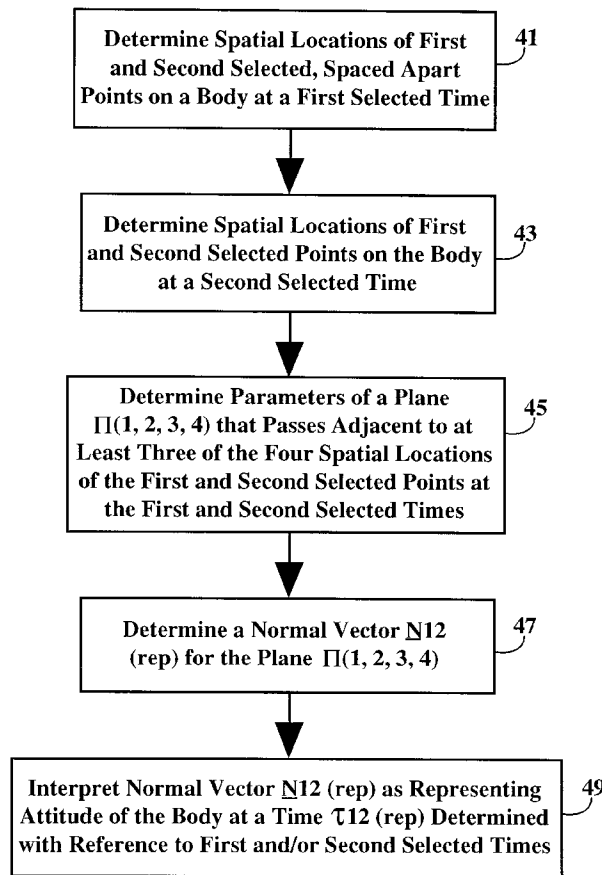 Determine Spatial Locations of First
and Second Selected, Spaced Apart
Points on a Body at a First Selected Time
41
Determine Spatial Locations of First
and Second Selected Points on the Body
at a Second Selected Time
43
Determine Parameters of a Plane
Π(1, 2, 3, 4) that Passes Adjacent to at
Least Three of the Four Spatial Locations
of the First and Second Selected Points at
the First and Second Selected Times
45
Determine a Normal Vector N̲12
(rep) for the Plane Π(1, 2, 3, 4)
47
Interpret Normal Vector N̲12 (rep) as Representing
Attitude of the Body at a Time τ12 (rep) Determined
with Reference to First and/or Second Selected Times
49